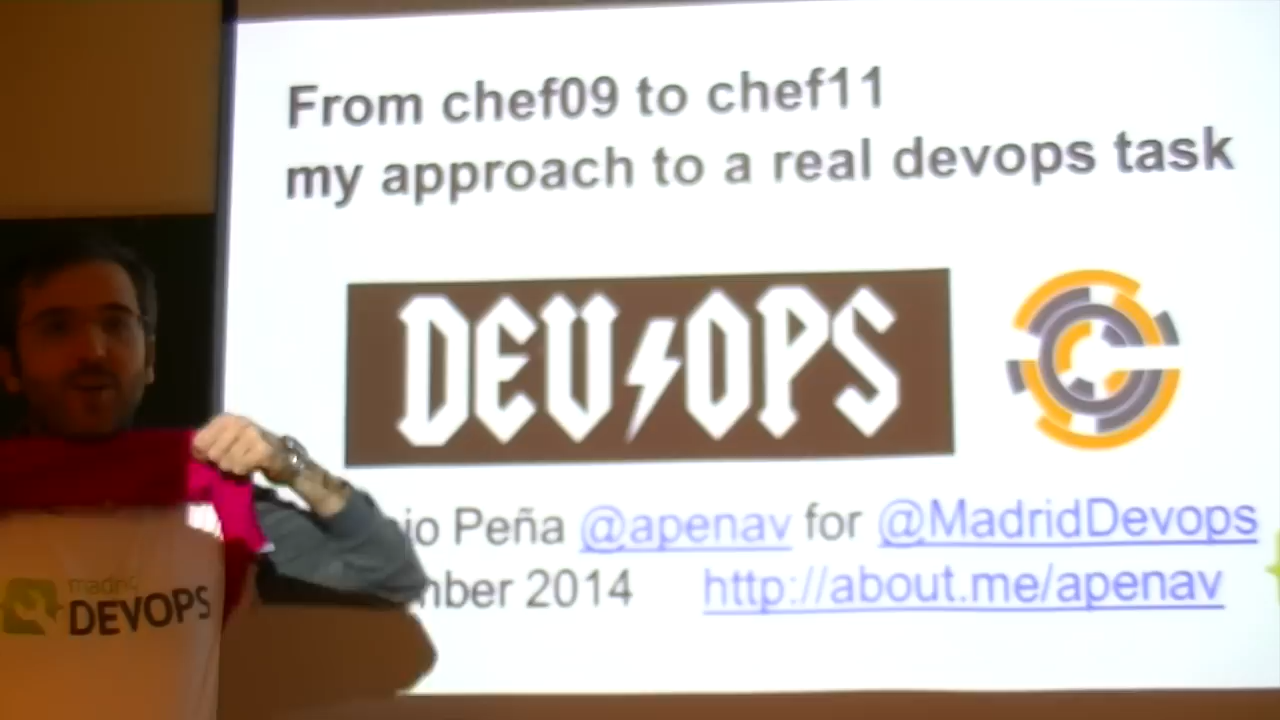 From chef09 to chef11
my approach to a real devops task
DEV OPS
io Peña @apenav for @MadridDevops
mber 2014 http://about.me/apenav
madrid
DEVOPS